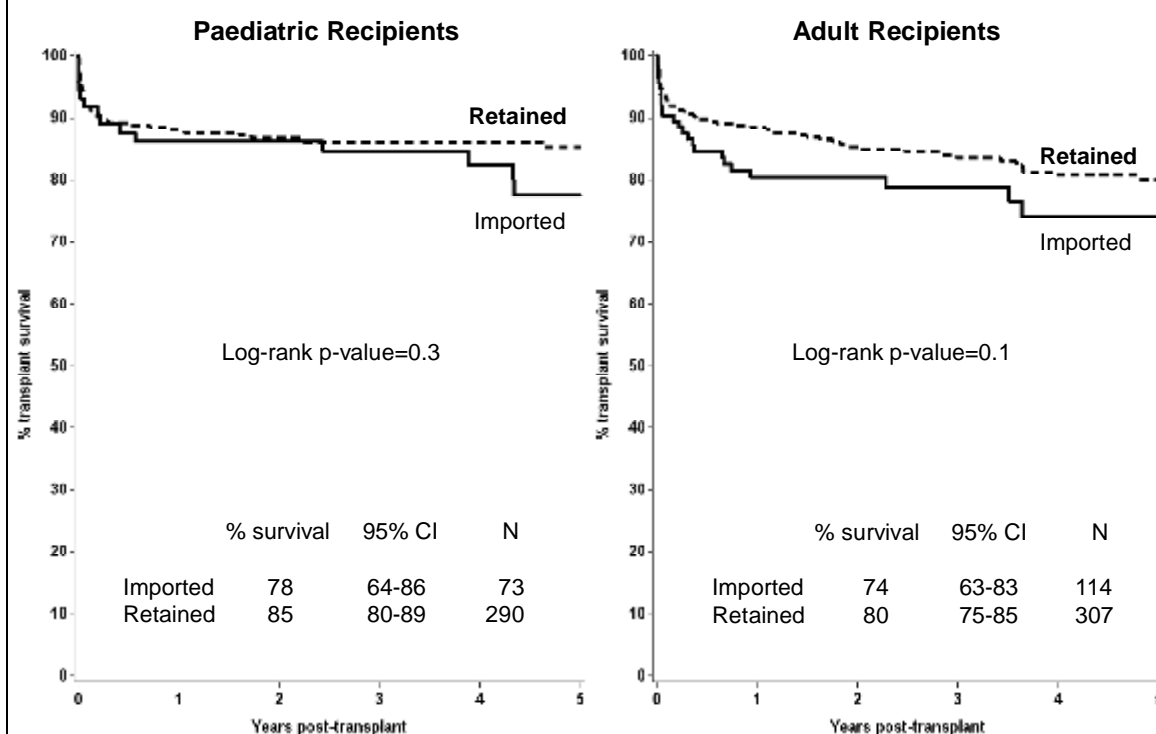 Paediatric Recipients
100
90
80
70
60
50
40
30
20
10
0
% transplant survival
Retained
Imported
Log-rank p-value=0.3
% survival 95% CI N
Imported 78 64-86 73
Retained 85 80-89 290
0 1 2 3 4 5
Years post-transplant
Adult Recipients
100
90
80
70
60
50
40
30
20
10
0
% transplant survival
Retained
Imported
Log-rank p-value=0.1
% survival 95% CI N
Imported 74 63-83 114
Retained 80 75-85 307
0 1 2 3 4
Years post-transplant